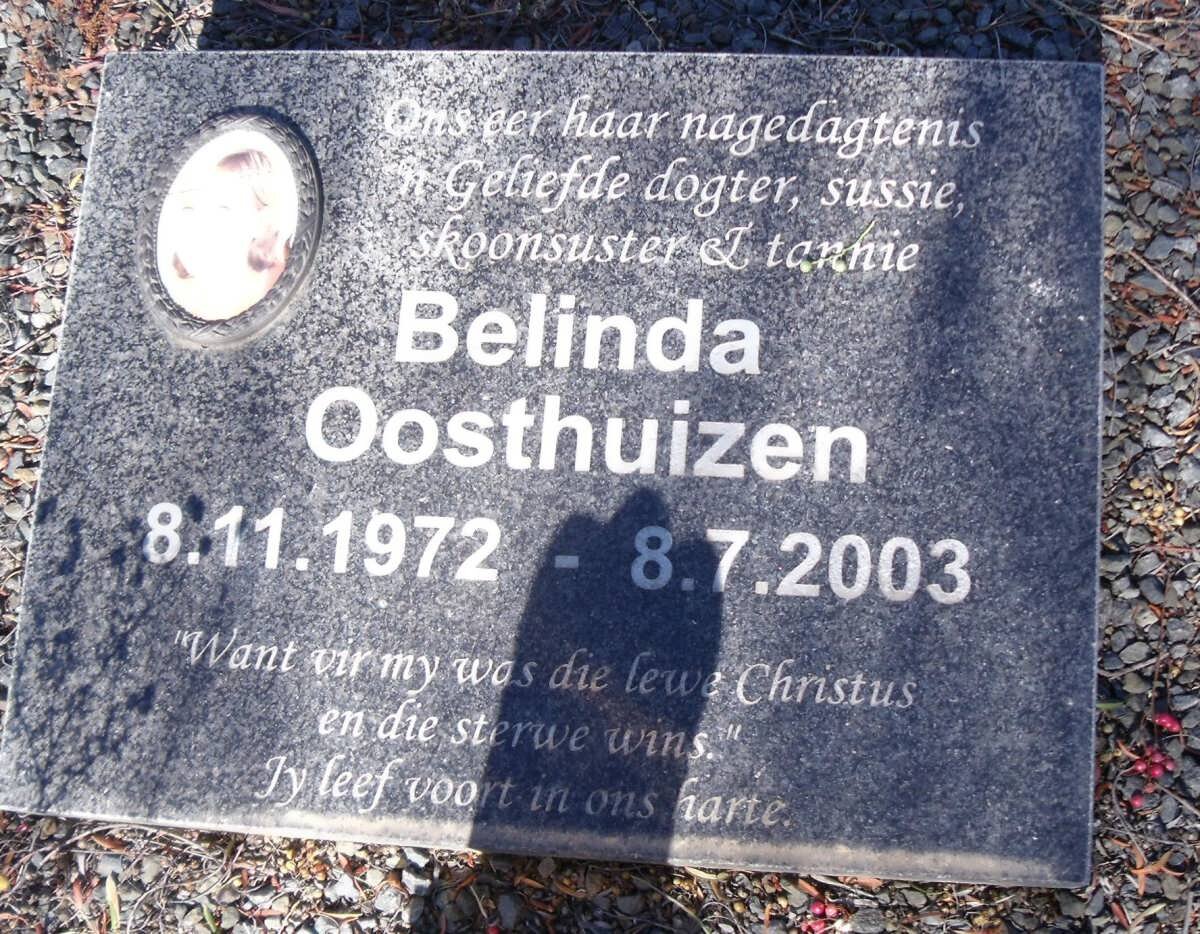 Ons eer haar nagedagtenis
'n Geliefde dogter, sussie,
skoonsuster & tannie
Belinda
Oosthuizen
8.11.1972 - 8.7.2003
"Want vir my was die lewe Christus
en die sterwe wins."
Jy leef voort in ons harte.